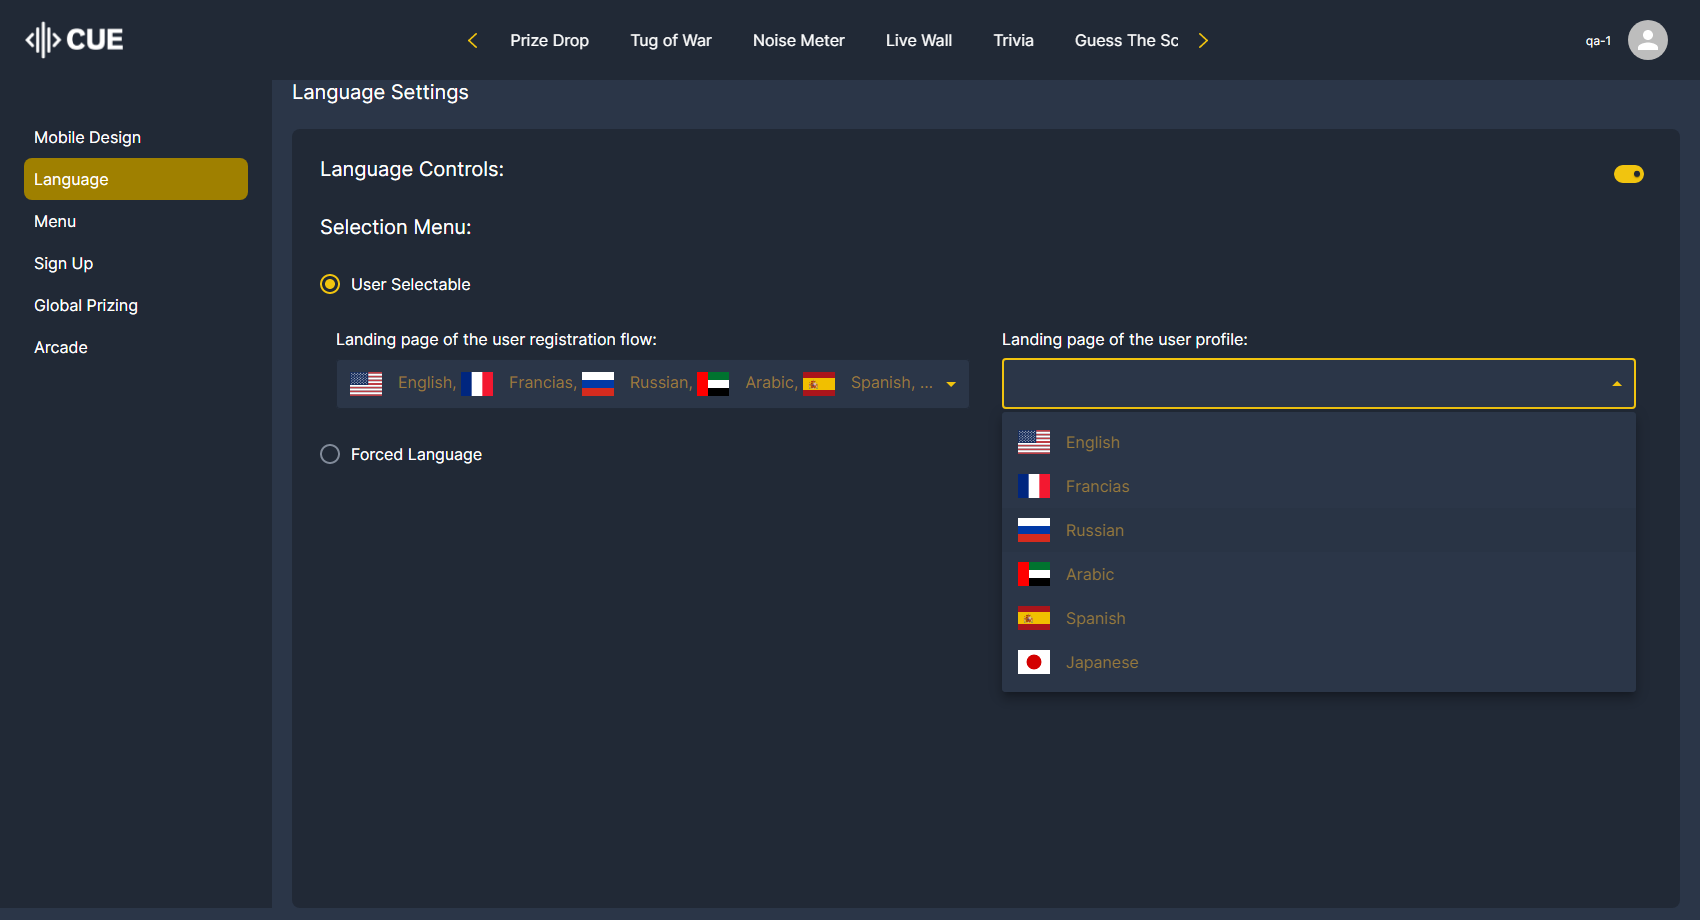 CUE
Prize Drop
Tug of War
Noise Meter
Live Wall
Trivia
Guess The Sc
qa-1
Mobile Design
Language
Menu
Sign Up
Global Prizing
Arcade
Language Settings
Language Controls:
Selection Menu:
User Selectable
Landing page of the user registration flow:
English, Francias, Russian, Arabic, Spanish, ...
Forced Language
Landing page of the user profile:
English
Francias
Russian
Arabic
Spanish
Japanese